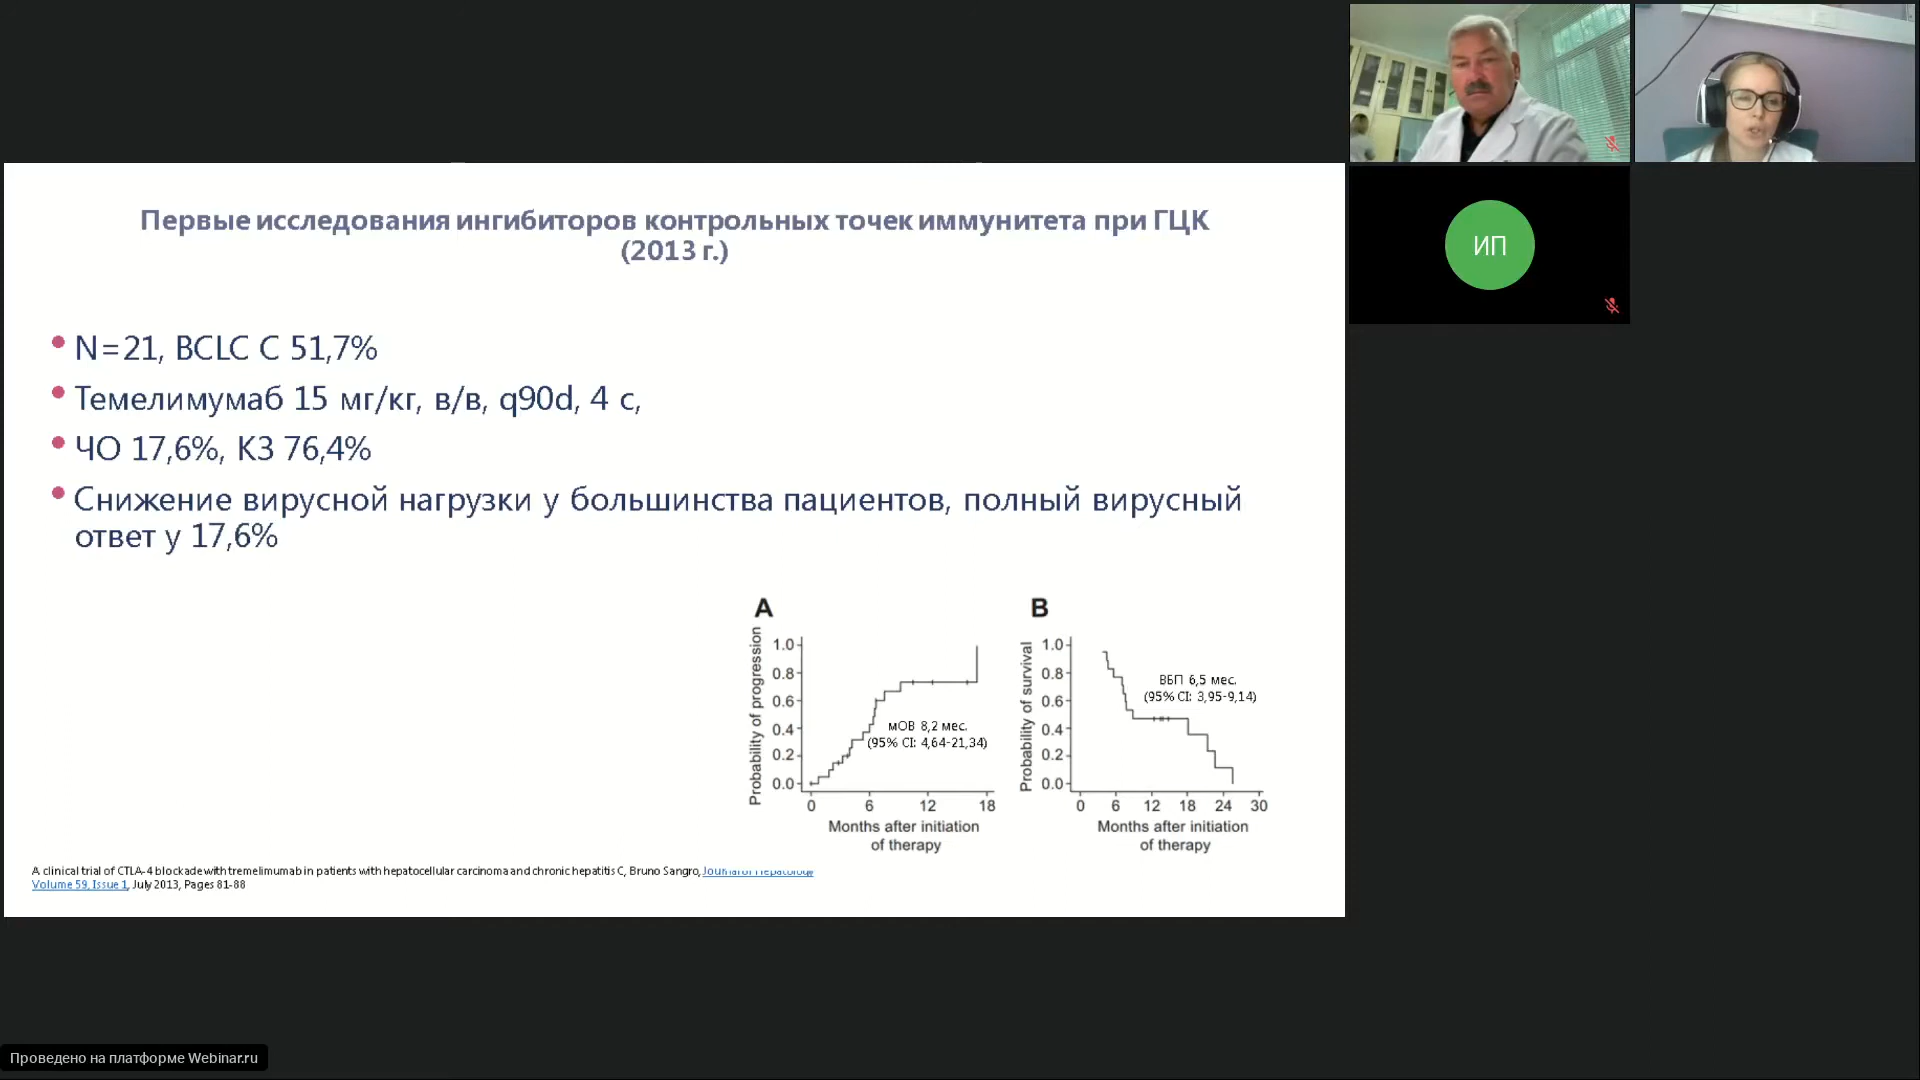 Первые исследования ингибиторов контрольных точек иммунитета при ГЦК
(2013 г.)
N=21, BCLC C 51,7%
Темелимумаб 15 мг/кг, в/в, q90d, 4 с,
ЧО 17,6%, КЗ 76,4%
Снижение вирусной нагрузки у большинства пациентов, полный вирусный
ответ у 17,6%
A
Probability of progression
1.0
0.8
0.6
0.4
0.2
0.0
мОВ 8,2 мес.
(95% CI: 4,64-21,34)
0 6 12 18
Months after initiation
of therapy
B
Probability of survival
1.0
0.8
0.6
0.4
0.2
0.0
ВБП 6,5 мес.
(95% CI: 3,95-9,14)
0 6 12 18 24 30
Months after initiation
of therapy
A clinical trial of CTLA-4 blockade with tremelimumab in patients with hepatocellular carcinoma and chronic hepatitis C, Bruno Sangro, Journal of Hepatology
Volume 59, Issue 1, July 2013, Pages 81-88
ИП
Проведено на платформе Webinar.ru